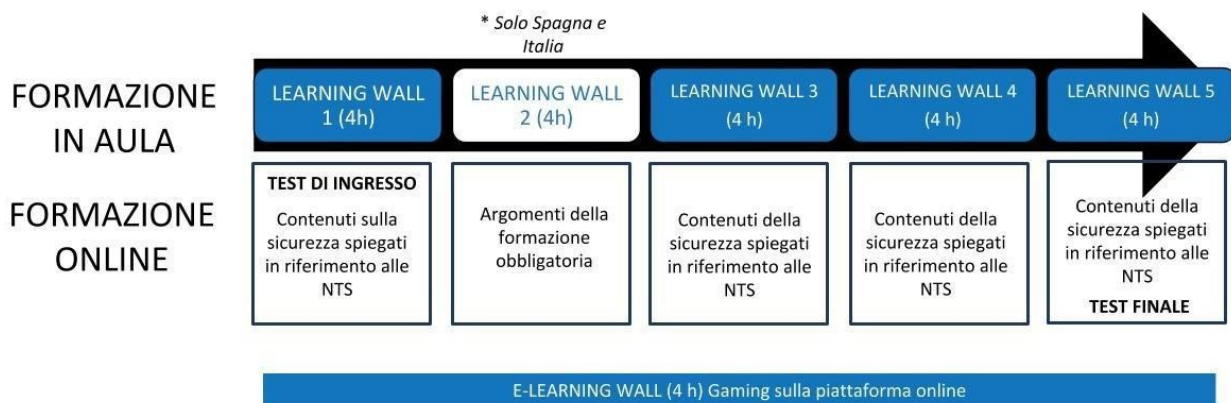 * Solo Spagna e
Italia
FORMAZIONE
IN AULA
LEARNING WALL
1 (4h)
LEARNING WALL
2 (4h)
LEARNING WALL 3
(4 h)
LEARNING WALL 4
(4 h)
LEARNING WALL 5
(4 h)
FORMAZIONE
ONLINE
TEST DI INGRESSO
Contenuti sulla
sicurezza spiegati
in riferimento alle
NTS
Argomenti della
formazione
obbligatoria
Contenuti della
sicurezza spiegati
in riferimento alle
NTS
Contenuti della
sicurezza spiegati
in riferimento alle
NTS
Contenuti della
sicurezza spiegati
in riferimento alle
NTS
TEST FINALE
E-LEARNING WALL (4 h) Gaming sulla piattaforma online